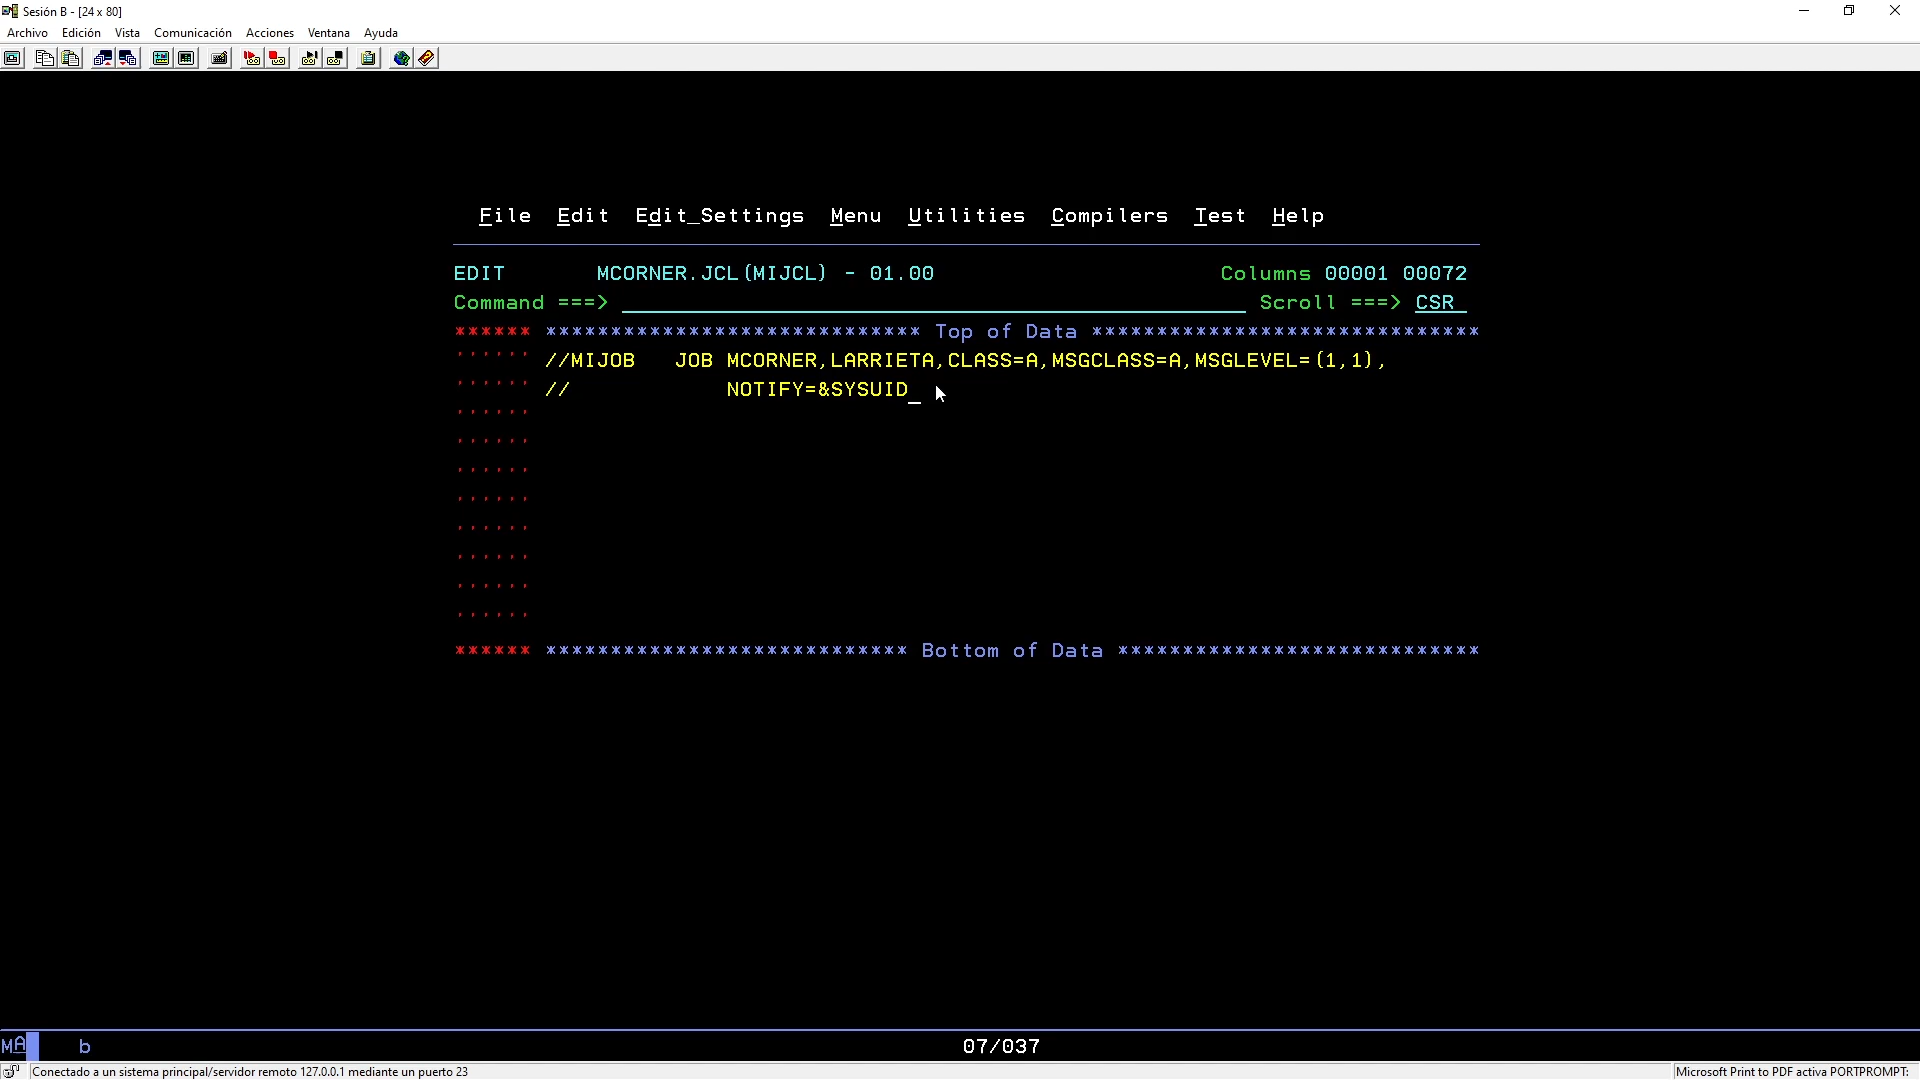 Sesión B - [24 x 80]
Archivo Edición Vista Comunicación Acciones Ventana Ayuda
File Edit Edit_Settings Menu Utilities Compilers Test Help
EDIT MCORNER.JCL(MIJCL) - 01.00 Columns 00001 00072
Command ===> Scroll ===> CSR
****** ***************************** Top of Data ******************************
'''''' //MIJOB   JOB MCORNER,LARRIETA,CLASS=A,MSGCLASS=A,MSGLEVEL=(1,1),
'''''' //            NOTIFY=&SYSUID_
''''''
''''''
''''''
''''''
''''''
''''''
''''''
''''''
****** **************************** Bottom of Data ****************************
MA b 07/037
Conectado a un sistema principal/servidor remoto 127.0.0.1 mediante un puerto 23 Microsoft Print to PDF activa PORTPROMPT: